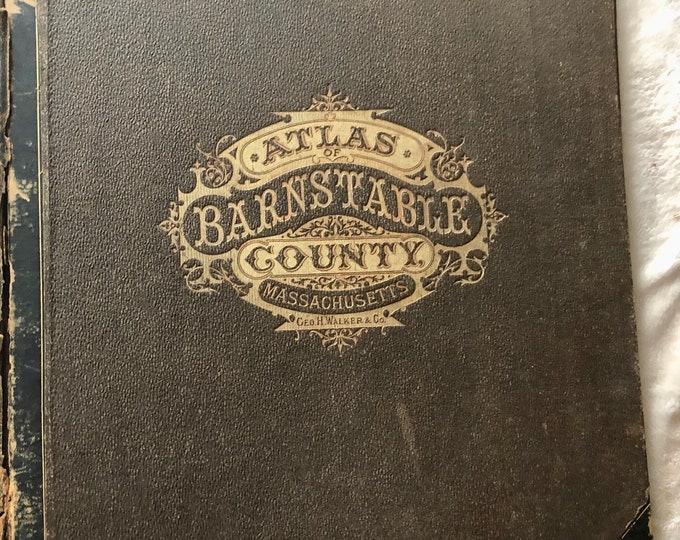 ATLAS
OF
BARNSTABLE
COUNTY,
MASSACHUSETTS
GEO. H. WALKER & CO.